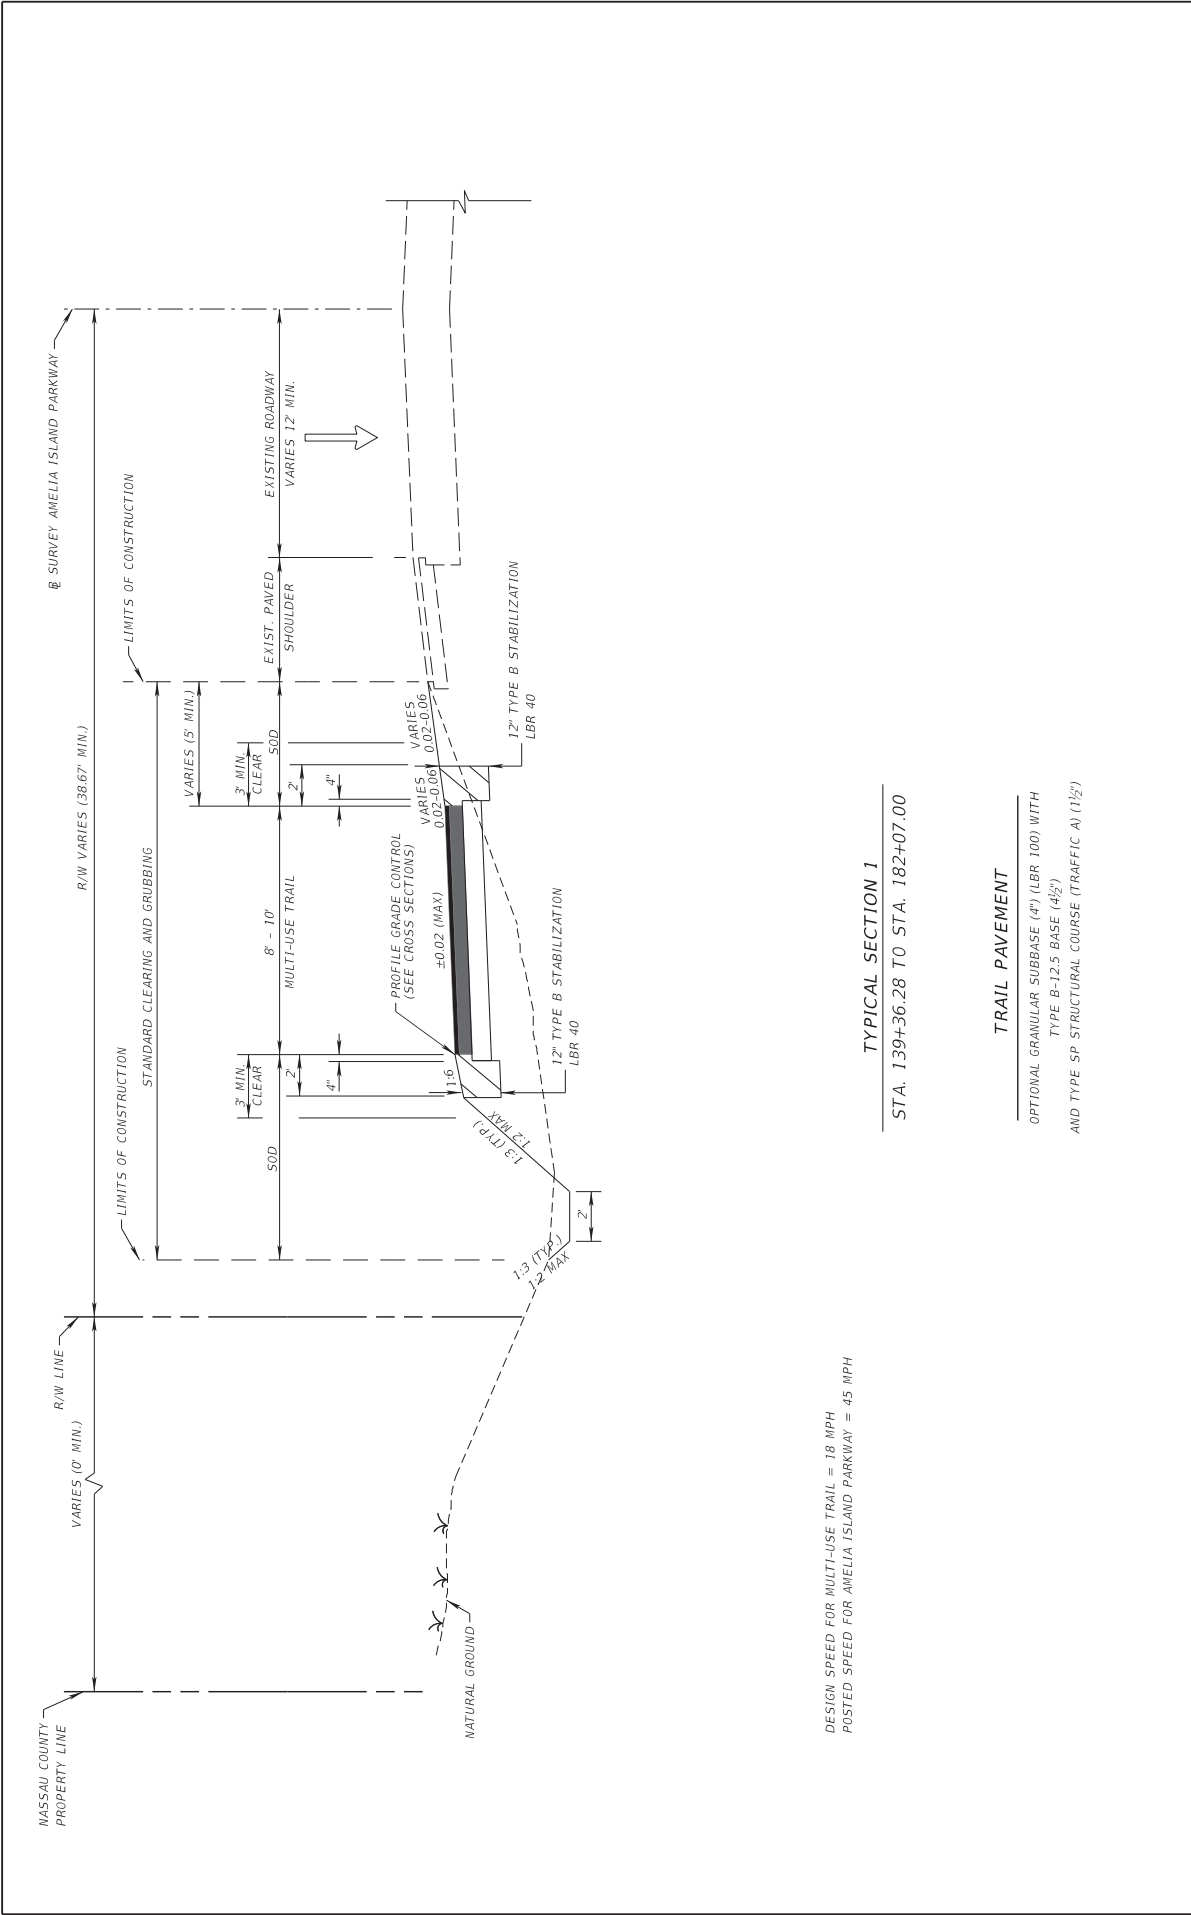 NASSAU COUNTY
PROPERTY LINE
VARIES (0' MIN.)
R/W LINE
R/W VARIES (38.67' MIN.)
℄ SURVEY AMELIA ISLAND PARKWAY
LIMITS OF CONSTRUCTION
STANDARD CLEARING AND GRUBBING
LIMITS OF CONSTRUCTION
VARIES (5' MIN.)
3' MIN.
CLEAR
3' MIN.
CLEAR
SOD
8' - 10'
MULTI-USE TRAIL
SOD
EXIST. PAVED
SHOULDER
EXISTING ROADWAY
VARIES 12' MIN.
2'
4"
2'
4"
PROFILE GRADE CONTROL
(SEE CROSS SECTIONS)
±0.02 (MAX)
VARIES
0.02-0.06
VARIES
0.02-0.06
1:6
1:3 (TYP.)
1:2 MAX
1:3 (TYP.)
1:2 MAX
2'
NATURAL GROUND
12" TYPE B STABILIZATION
LBR 40
12" TYPE B STABILIZATION
LBR 40
DESIGN SPEED FOR MULTI-USE TRAIL = 18 MPH
POSTED SPEED FOR AMELIA ISLAND PARKWAY = 45 MPH
TYPICAL SECTION 1
STA. 139+36.28 TO STA. 182+07.00
TRAIL PAVEMENT
OPTIONAL GRANULAR SUBBASE (4") (LBR 100) WITH
TYPE B-12.5 BASE (4½")
AND TYPE SP STRUCTURAL COURSE (TRAFFIC A) (1½")